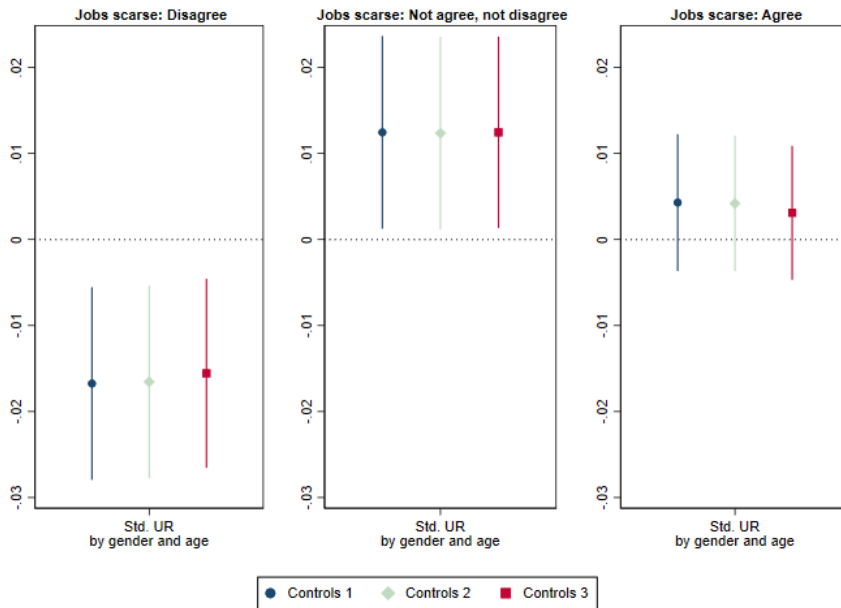 Jobs scarse: Disagree
Jobs scarse: Not agree, not disagree
Jobs scarse: Agree
.02
.01
0
-.01
-.02
-.03
.02
.01
0
-.01
-.02
-.03
.02
.01
0
-.01
-.02
-.03
Std. UR
by gender and age
Std. UR
by gender and age
Std. UR
by gender and age
Controls 1
Controls 2
Controls 3